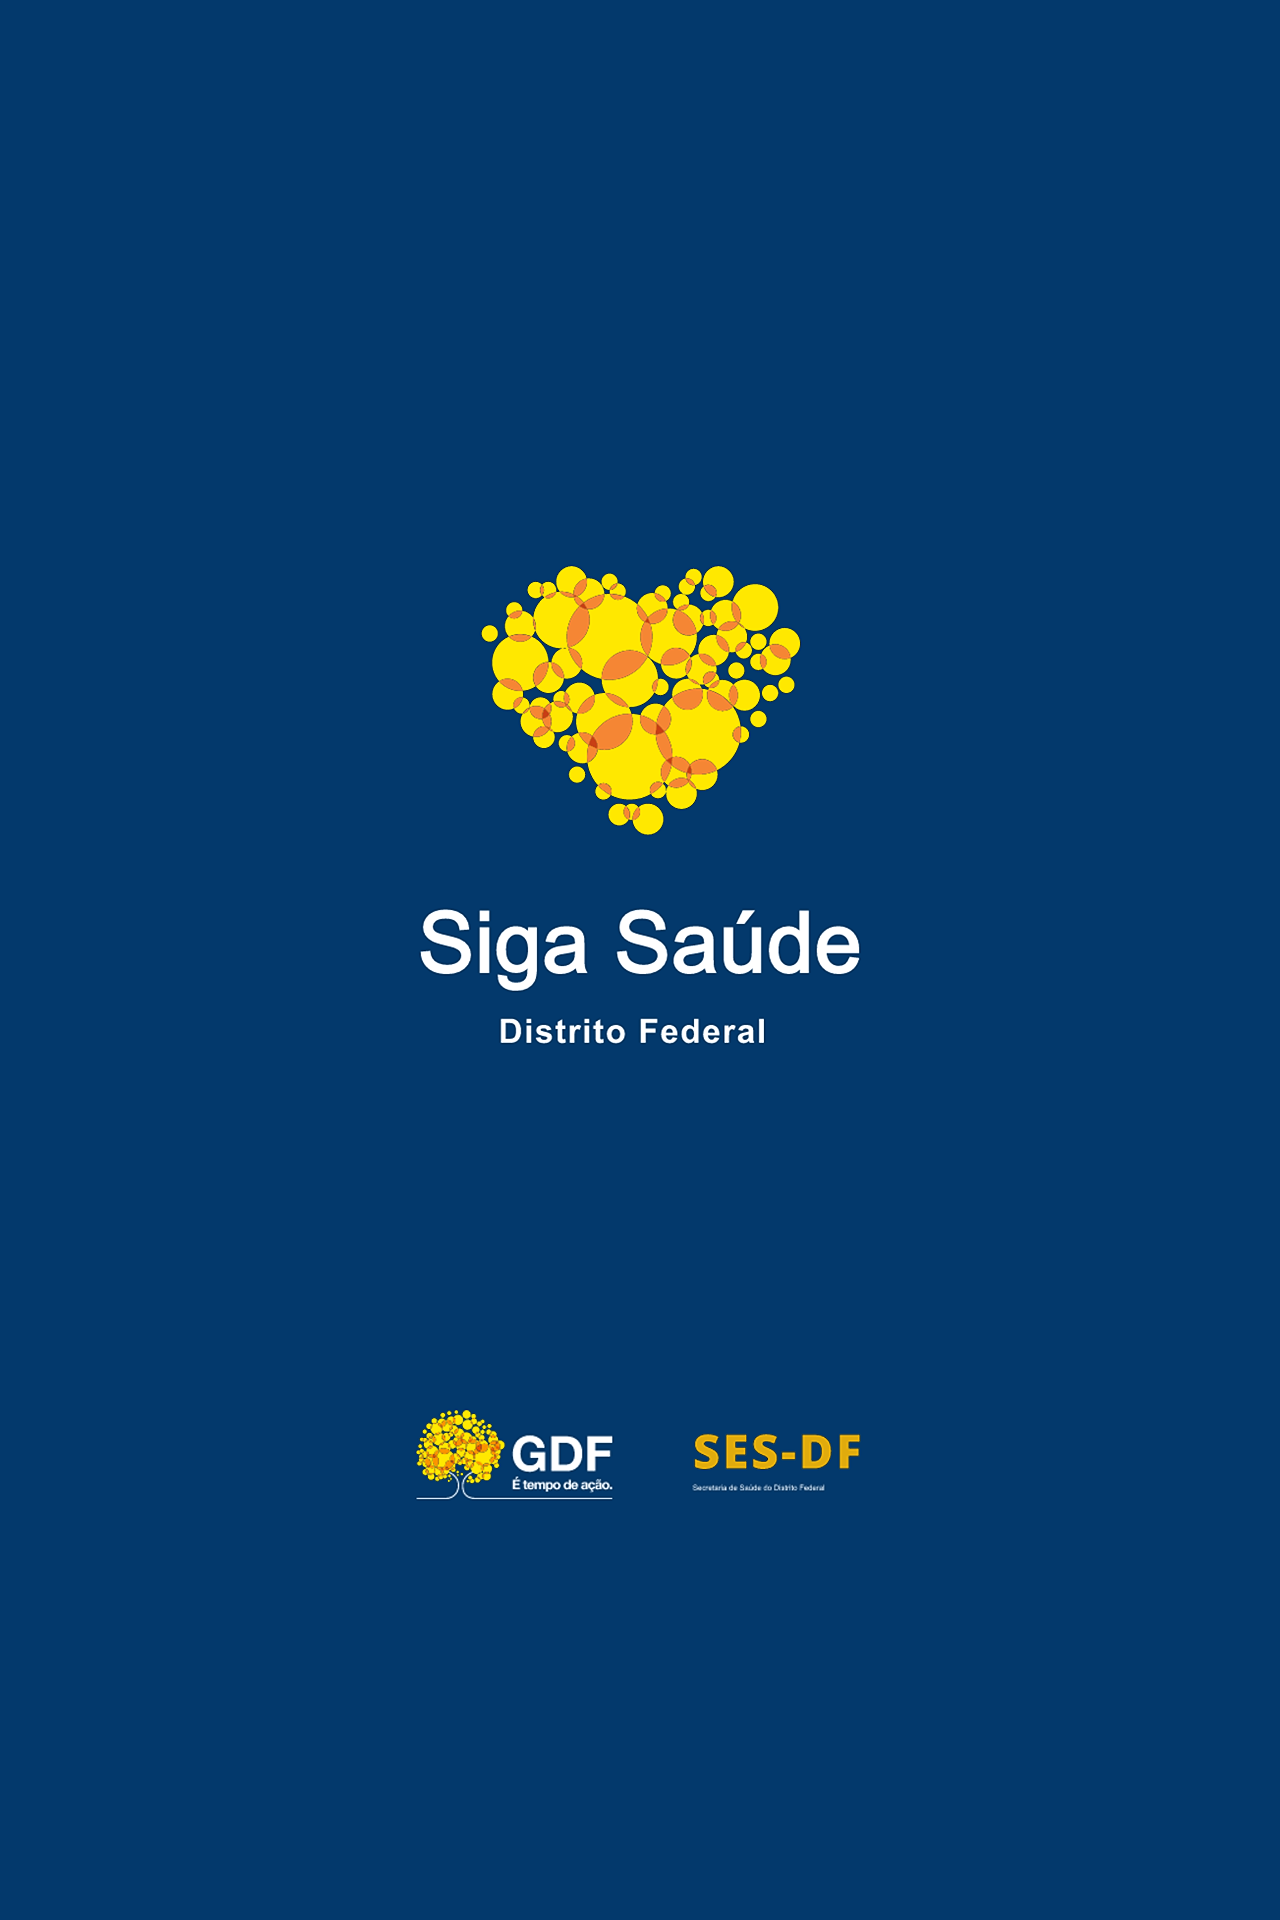 Siga Saúde
Distrito Federal
GDF
É tempo de ação.
SES-DF
Secretaria de Saúde do Distrito Federal